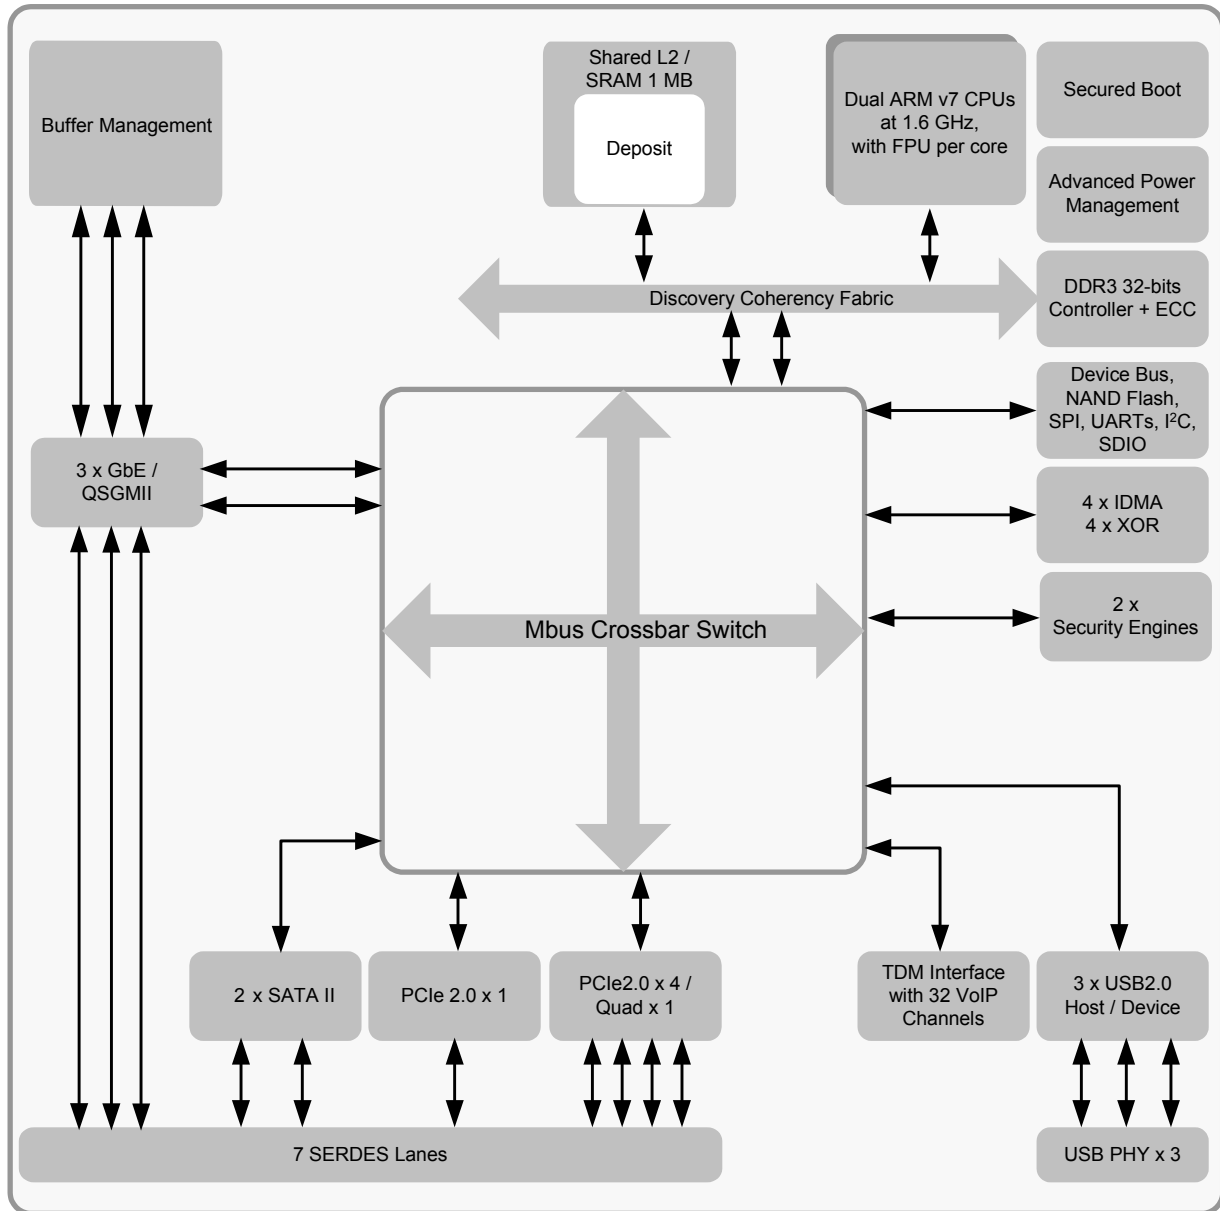 Buffer Management
Shared L2 /
SRAM 1 MB
Deposit
Dual ARM v7 CPUs
at 1.6 GHz,
with FPU per core
Secured Boot
Advanced Power
Management
Discovery Coherency Fabric
DDR3 32-bits
Controller + ECC
Device Bus,
NAND Flash,
SPI, UARTs, I²C,
SDIO
3 x GbE /
QSGMII
4 x IDMA
4 x XOR
2 x
Security Engines
Mbus Crossbar Switch
2 x SATA II
PCIe 2.0 x 1
PCIe2.0 x 4 /
Quad x 1
TDM Interface
with 32 VoIP
Channels
3 x USB2.0
Host / Device
7 SERDES Lanes
USB PHY x 3